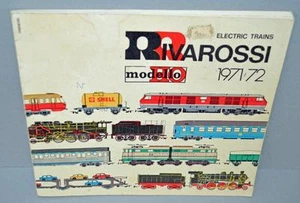 ELECTRIC TRAINS
RIVAROSSI
modello
1971-72
SHELL